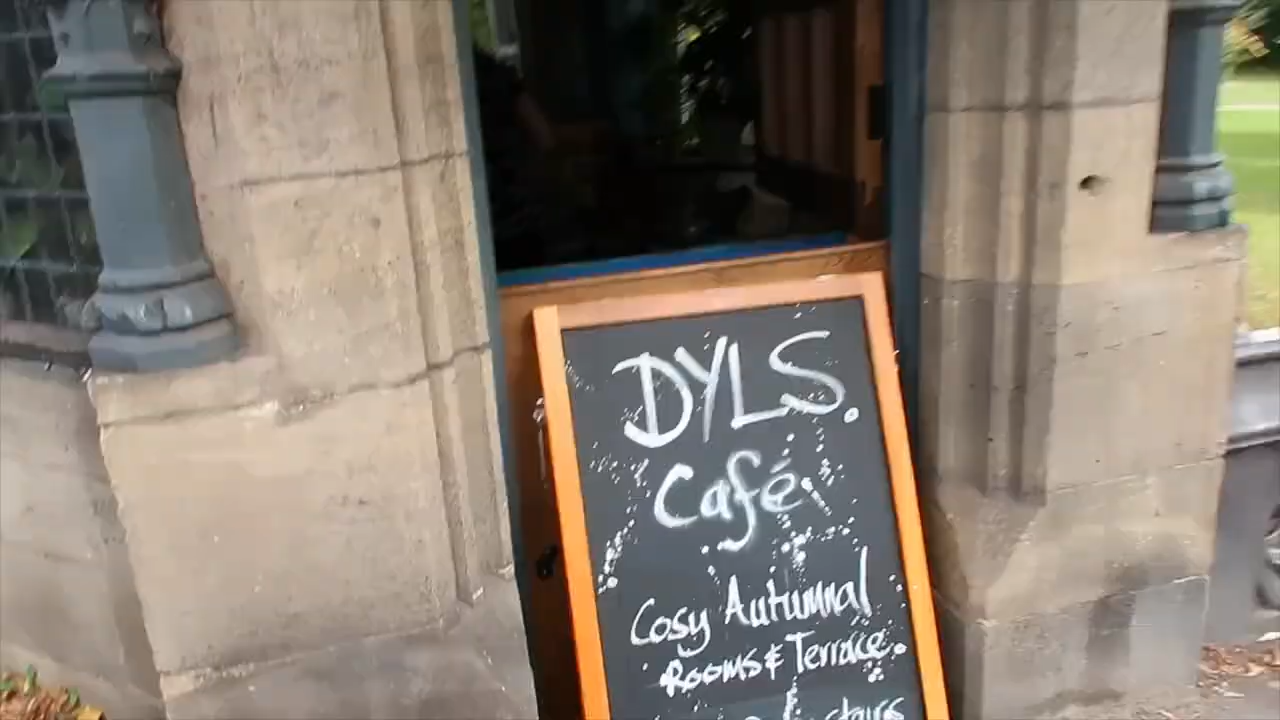 DYLS.
Café
Cosy Autumnal
Rooms & Terrace.
stairs